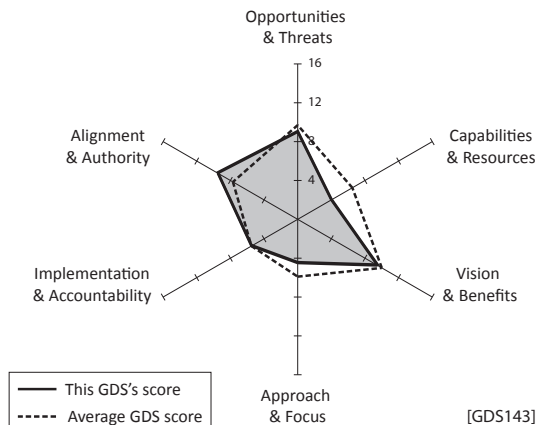 Opportunities
& Threats
16
12
8
4
Alignment
& Authority
Capabilities
& Resources
Implementation
& Accountability
Vision
& Benefits
Approach
& Focus
This GDS's score
Average GDS score
[GDS143]